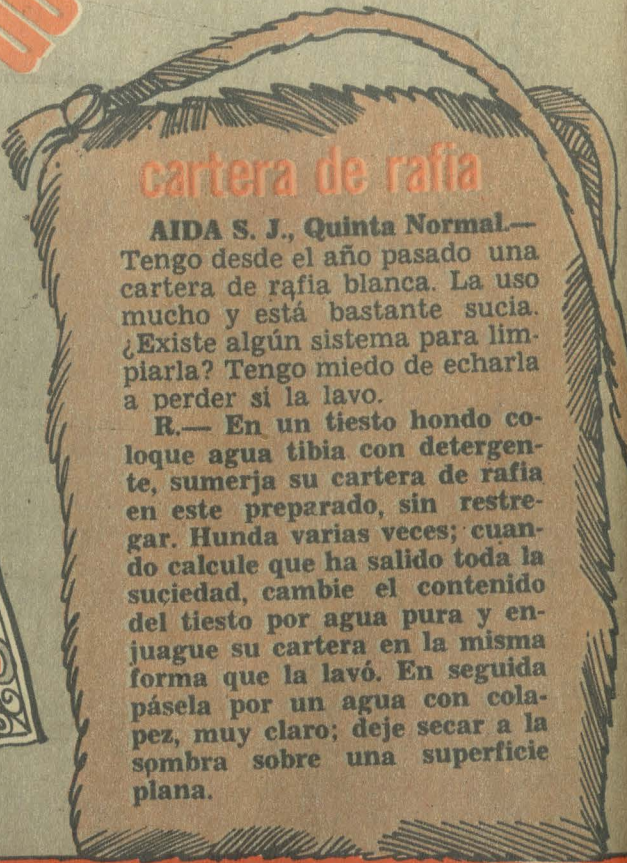 cartera de rafia
AIDA S. J., Quinta Normal.—
Tengo desde el año pasado una
cartera de rafia blanca. La uso
mucho y está bastante sucia.
¿Existe algún sistema para lim-
piarla? Tengo miedo de echarla
a perder si la lavo.
R.— En un tiesto hondo co-
loque agua tibia con detergen-
te, sumerja su cartera de rafia
en este preparado, sin restre-
gar. Hunda varias veces; cuan-
do calcule que ha salido toda la
suciedad, cambie el contenido
del tiesto por agua pura y en-
juague su cartera en la misma
forma que la lavó. En seguida
pásela por un agua con cola-
pez, muy claro; deje secar a la
sombra sobre una superficie
plana.